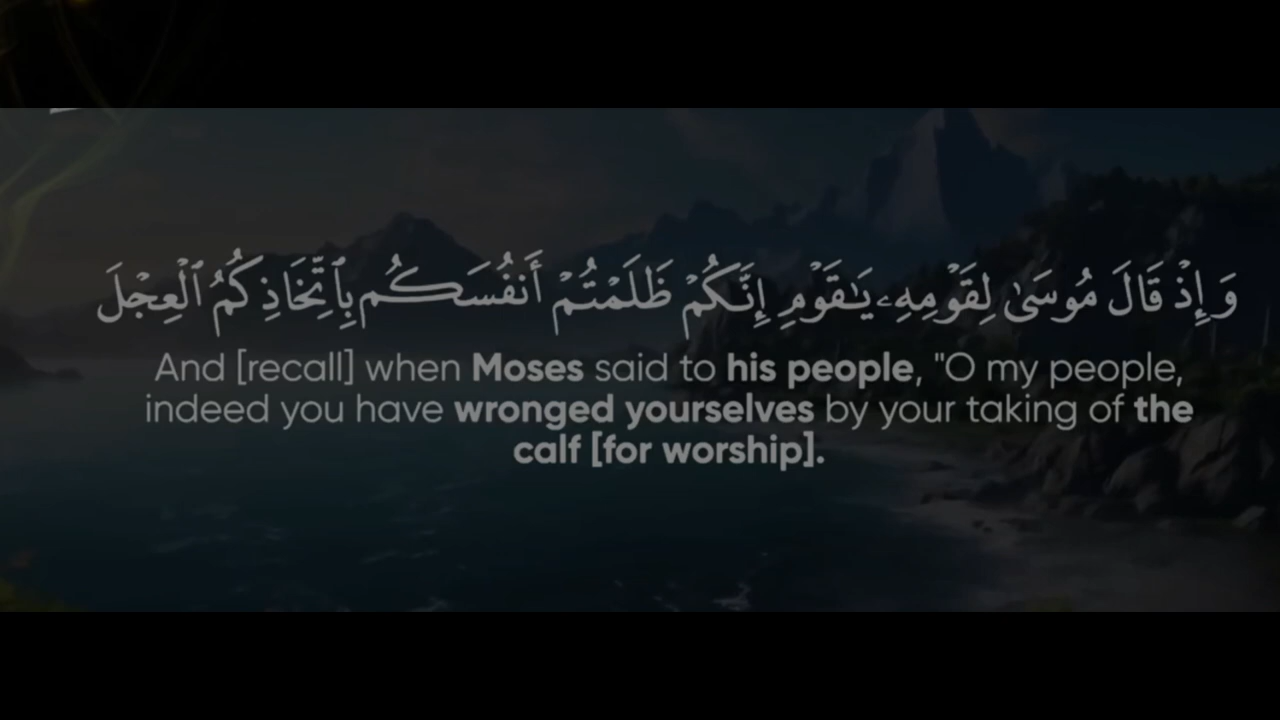 وَإِذْ قَالَ مُوسَىٰ لِقَوْمِهِۦ يَـٰقَوْمِ إِنَّكُمْ ظَلَمْتُمْ أَنفُسَكُم بِٱتِّخَاذِكُمُ ٱلْعِجْلَ
And [recall] when Moses said to his people, "O my people,
indeed you have wronged yourselves by your taking of the
calf [for worship].